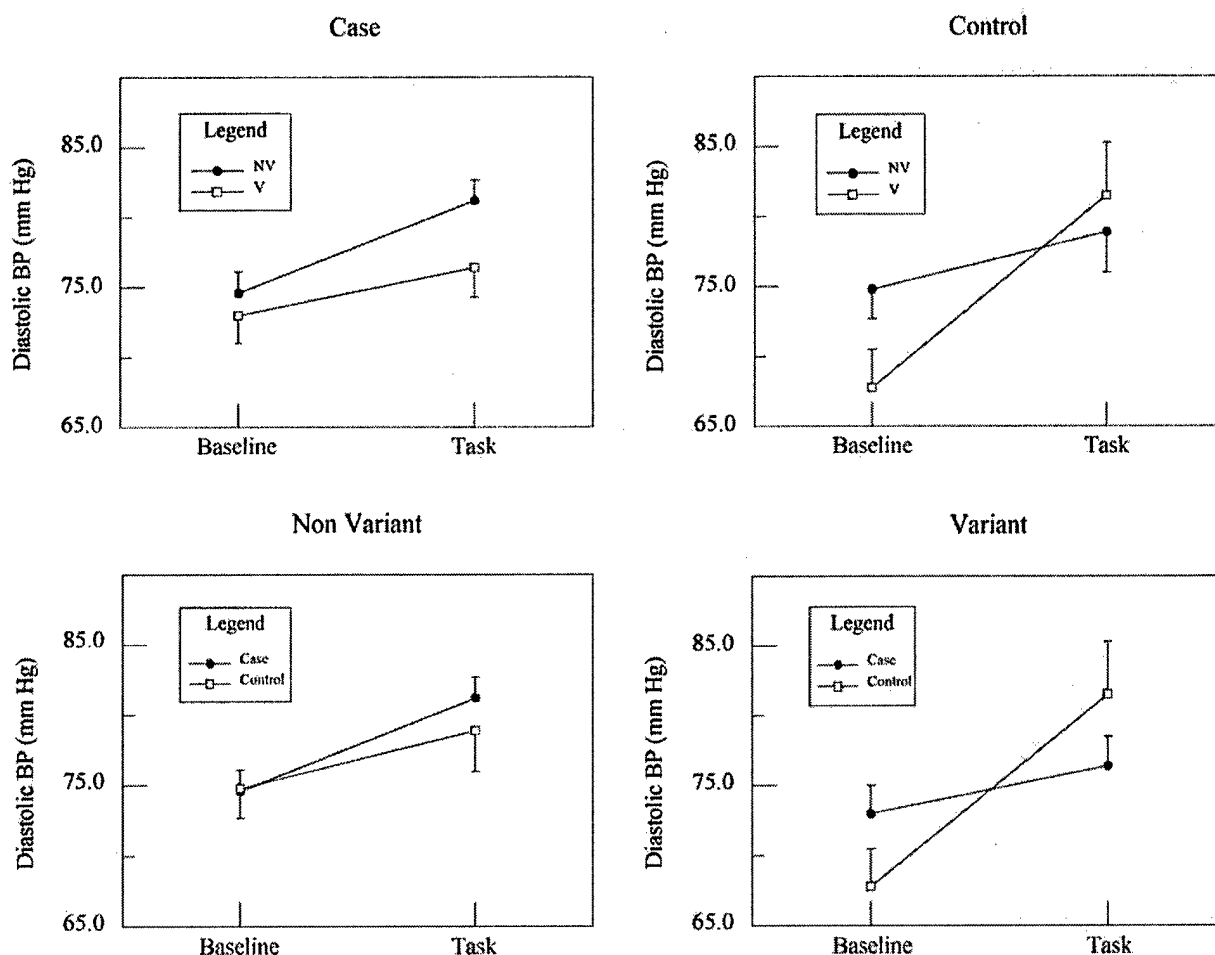 Case
Diastolic BP (mm Hg)
85.0
75.0
65.0
Legend
NV
V
Baseline Task
Control
Diastolic BP (mm Hg)
85.0
75.0
65.0
Legend
NV
V
Baseline Task
Non Variant
Diastolic BP (mm Hg)
85.0
75.0
65.0
Legend
Case
Control
Baseline Task
Variant
Diastolic BP (mm Hg)
85.0
75.0
65.0
Legend
Case
Control
Baseline Task